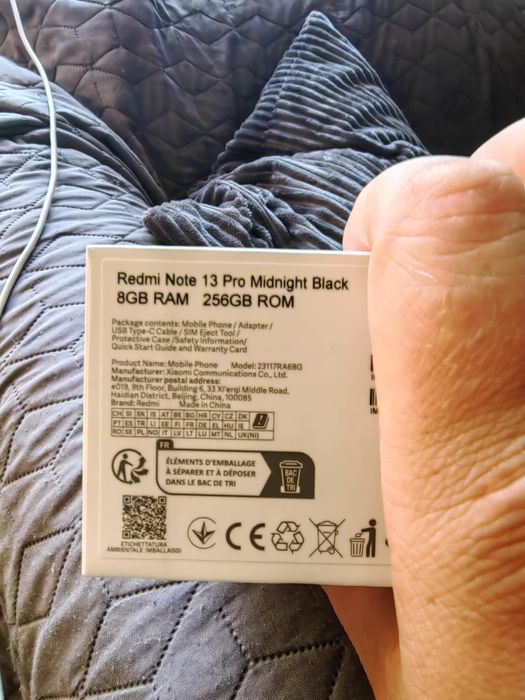 Redmi Note 13 Pro Midnight Black
8GB RAM 256GB ROM
Package contents: Mobile Phone / Adapter /
USB Type-C Cable / SIM Eject Tool /
Protective Case /Safety Information/
Quick Start Guide and Warranty Card
Product Name: Mobile Phone Model: 23117RA68G
Manufacturer: Xiaomi Communications Co., Ltd.
Manufacturer postal address:
#019, 9th Floor, Building 6, 33 Xi'erqi Middle Road,
Haidian District, Beijing, China, 100085
Brand: Redmi Made in China
CH SI SK IS AT BE BG HR CY CZ DK
PT ES TR LI EE FI FR DE EL HU IE
RO SE PL NO IT LV LT LU MT NL UK(NI)
FR
ÉLÉMENTS D'EMBALLAGE
À SÉPARER ET À DÉPOSER
DANS LE BAC DE TRI
BAC
DE
TRI
ETICHETTATURA
AMBIENTALE IMBALLAGGI
CE